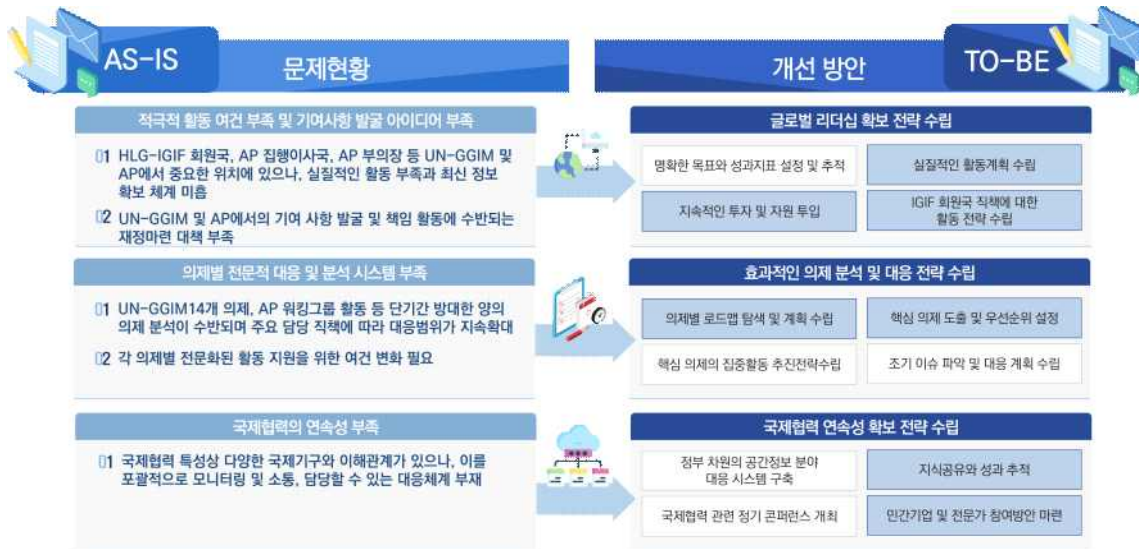 AS-IS
문제현황
개선 방안
TO-BE
적극적 활동 여건 부족 및 기여사항 발굴 아이디어 부족
01 HLG-IGIF 회원국, AP 집행이사국, AP 부의장 등 UN-GGIM 및
AP에서 중요한 위치에 있으나, 실질적인 활동 부족과 최신 정보
확보 체계 미흡
02 UN-GGIM 및 AP에서의 기여 사항 발굴 및 책임 활동에 수반되는
재정마련 대책 부족
글로벌 리더십 확보 전략 수립
명확한 목표와 성과지표 설정 및 추적
실질적인 활동계획 수립
지속적인 투자 및 자원 투입
IGIF 회원국 직책에 대한
활동 전략 수립
의제별 전문적 대응 및 분석 시스템 부족
01 UN-GGIM14개 의제, AP 워킹그룹 활동 등 단기간 방대한 양의
의제 분석이 수반되며 주요 담당 직책에 따라 대응범위가 지속확대
02 각 의제별 전문화된 활동 지원을 위한 여건 변화 필요
효과적인 의제 분석 및 대응 전략 수립
의제별 로드맵 탐색 및 계획 수립
핵심 의제 도출 및 우선순위 설정
핵심 의제의 집중활동 추진전략수립
조기 이슈 파악 및 대응 계획 수립
국제협력의 연속성 부족
01 국제협력 특성상 다양한 국제기구와 이해관계가 있으나, 이를
포괄적으로 모니터링 및 소통, 담당할 수 있는 대응체계 부재
국제협력 연속성 확보 전략 수립
정부 차원의 공간정보 분야
대응 시스템 구축
지식공유와 성과 추적
국제협력 관련 정기 콘퍼런스 개최
민간기업 및 전문가 참여방안 마련